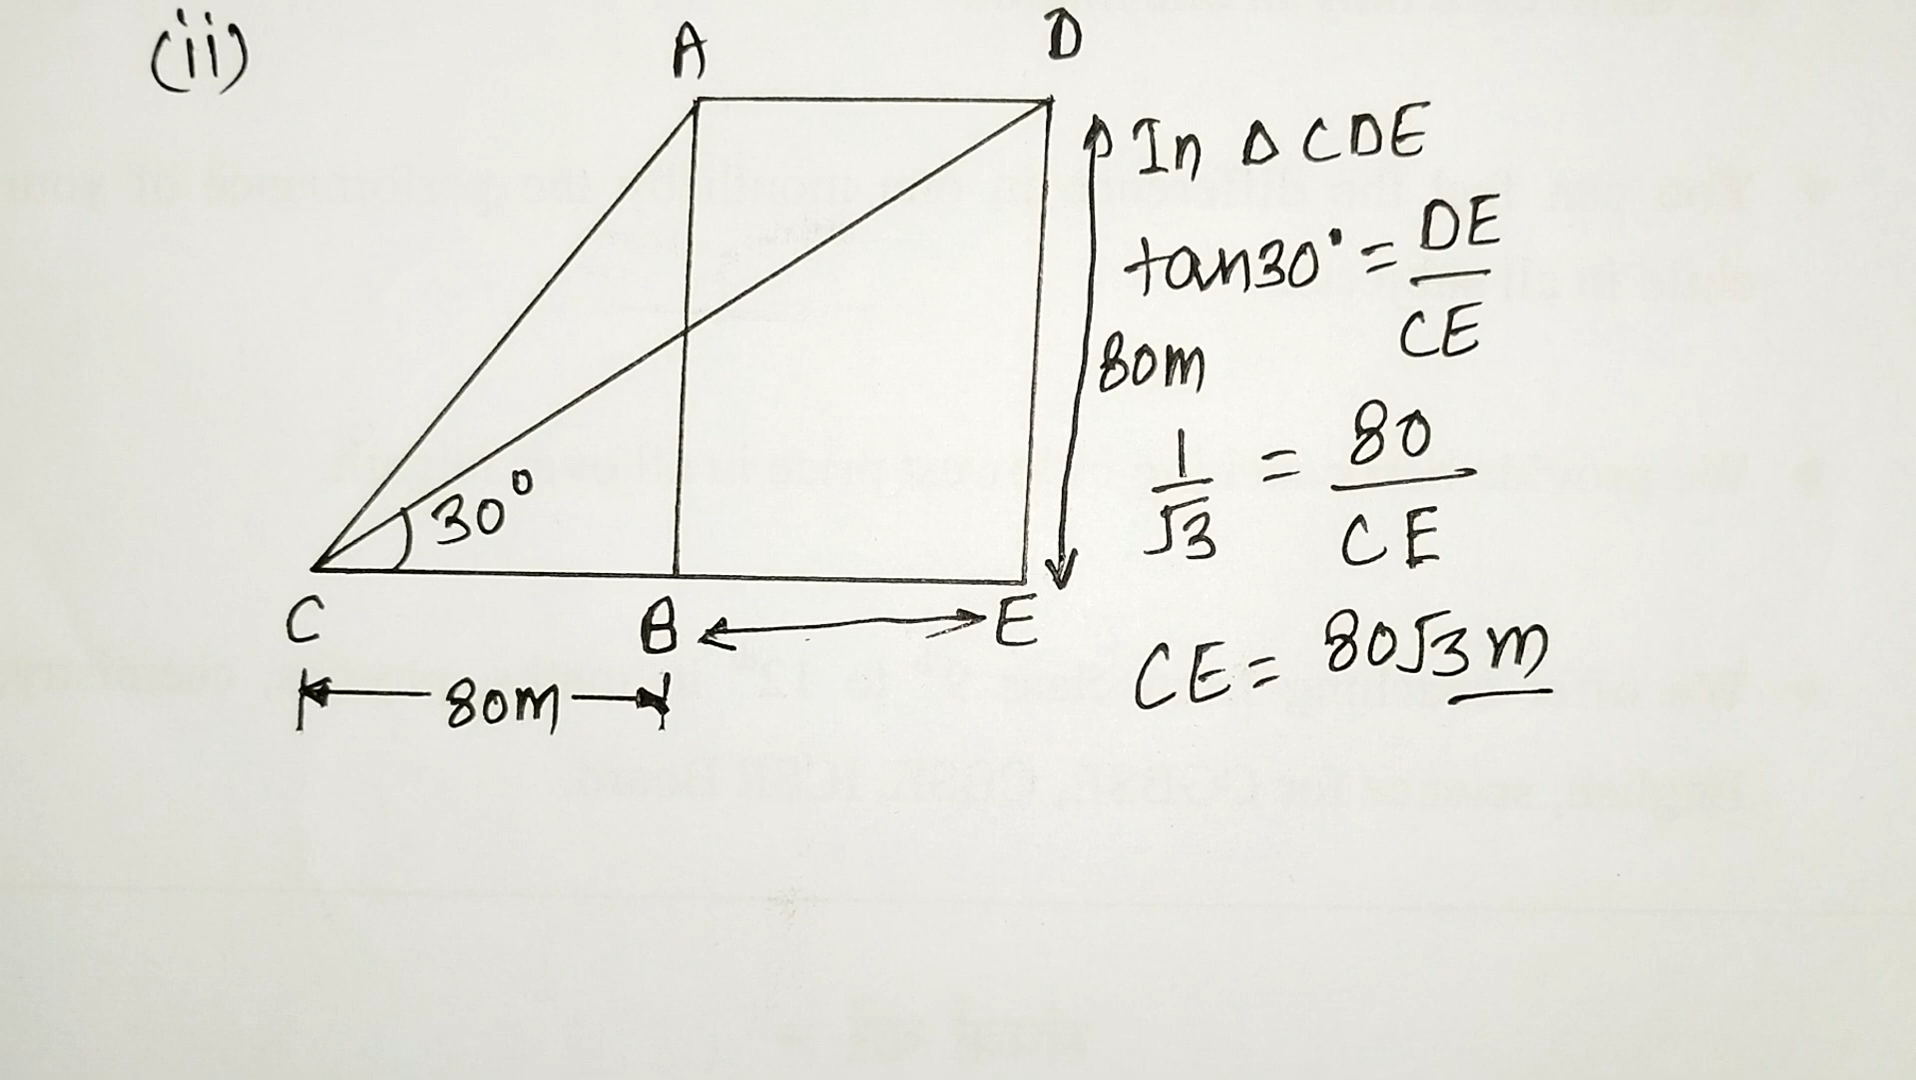 (ii)
A
D
In Δ CDE
tan30° = DE
CE
80m
1 = 80
√3 CE
30°
C
B
E
CE = 80√3 m
80m